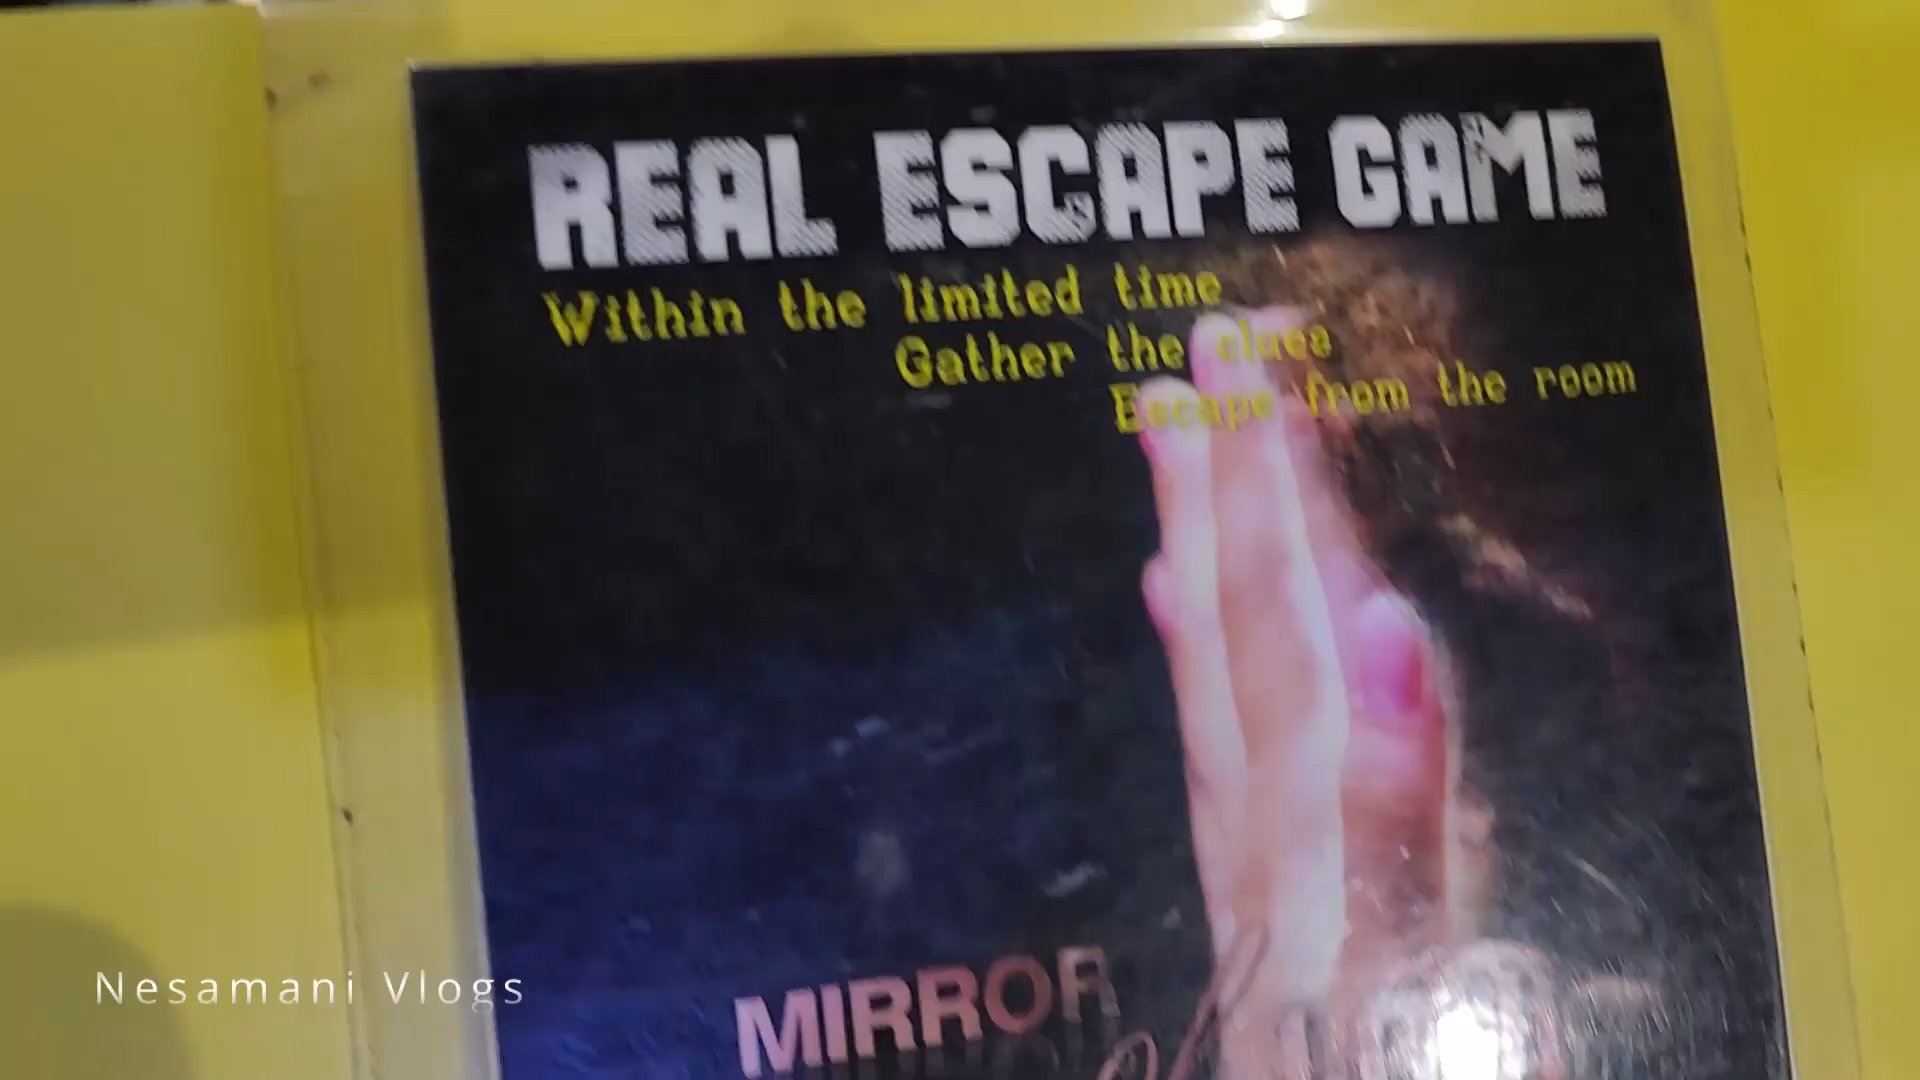 REAL ESCAPE GAME
Within the limited time
Gather the clues
Escape from the room
MIRROR
Nesamani Vlogs